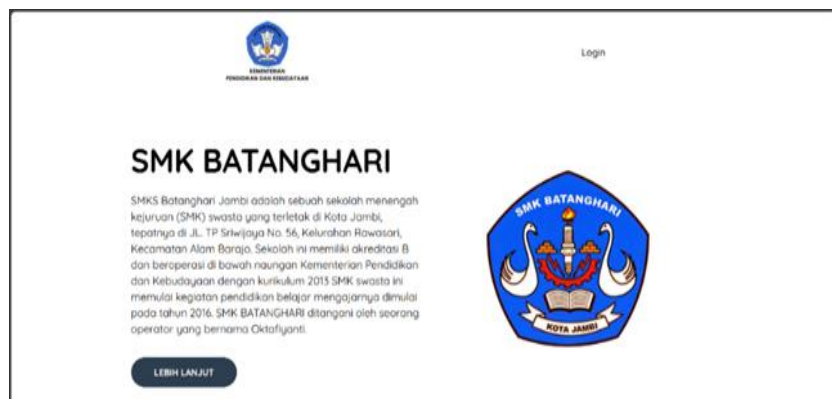 KEMENTERIAN
PENDIDIKAN DAN KEBUDAYAAN
Login
SMK BATANGHARI
SMKS Batanghari Jambi adalah sebuah sekolah menengah
kejuruan (SMK) swasta yang terletak di Kota Jambi,
tepatnya di JL. TP Sriwijaya No. 56, Kelurahan Rawasari,
Kecamatan Alam Barajo. Sekolah ini memiliki akreditasi B
dan beroperasi di bawah naungan Kementerian Pendidikan
dan Kebudayaan dengan kurikulum 2013 SMK swasta ini
memulai kegiatan pendidikan belajar mengajarnya dimulai
pada tahun 2016. SMK BATANGHARI ditangani oleh seorang
operator yang bernama Oktafiyanti.
LEBIH LANJUT
SMK BATANGHARI
KOTA JAMBI